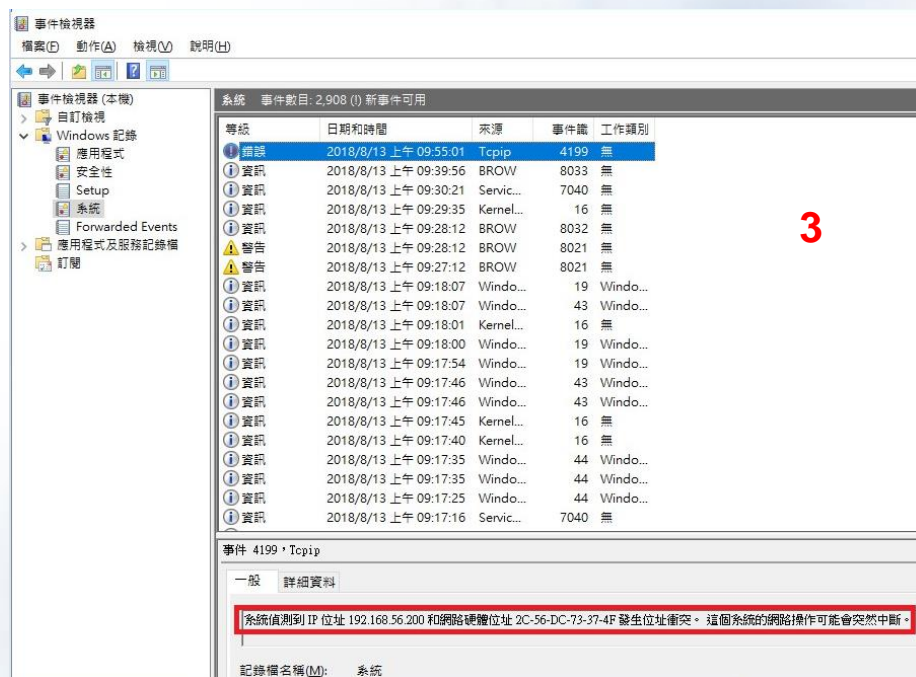 事件檢視器
檔案(F) 動作(A) 檢視(V) 說明(H)
事件檢視器 (本機)
自訂檢視
Windows 記錄
應用程式
安全性
Setup
系統
Forwarded Events
應用程式及服務記錄檔
訂閱
系統 事件數目: 2,908 (!) 新事件可用
等級 日期和時間 來源 事件識 工作類別
錯誤 2018/8/13 上午 09:55:01 Tcpip 4199 無
資訊 2018/8/13 上午 09:39:56 BROW 8033 無
資訊 2018/8/13 上午 09:30:21 Servic... 7040 無
資訊 2018/8/13 上午 09:29:35 Kernel... 16 無
資訊 2018/8/13 上午 09:28:12 BROW 8032 無
警告 2018/8/13 上午 09:28:12 BROW 8021 無
警告 2018/8/13 上午 09:27:12 BROW 8021 無
資訊 2018/8/13 上午 09:18:07 Windo... 19 Windo...
資訊 2018/8/13 上午 09:18:07 Windo... 43 Windo...
資訊 2018/8/13 上午 09:18:01 Kernel... 16 無
資訊 2018/8/13 上午 09:18:00 Windo... 19 Windo...
資訊 2018/8/13 上午 09:17:54 Windo... 19 Windo...
資訊 2018/8/13 上午 09:17:46 Windo... 43 Windo...
資訊 2018/8/13 上午 09:17:46 Windo... 43 Windo...
資訊 2018/8/13 上午 09:17:45 Kernel... 16 無
資訊 2018/8/13 上午 09:17:40 Kernel... 16 無
資訊 2018/8/13 上午 09:17:35 Windo... 44 Windo...
資訊 2018/8/13 上午 09:17:35 Windo... 44 Windo...
資訊 2018/8/13 上午 09:17:25 Windo... 44 Windo...
資訊 2018/8/13 上午 09:17:16 Servic... 7040 無
3
事件 4199，Tcpip
一般 詳細資料
系統偵測到 IP 位址 192.168.56.200 和網路硬體位址 2C-56-DC-73-37-4F 發生位址衝突。 這個系統的網路操作可能會突然中斷。
記錄檔名稱(M): 系統